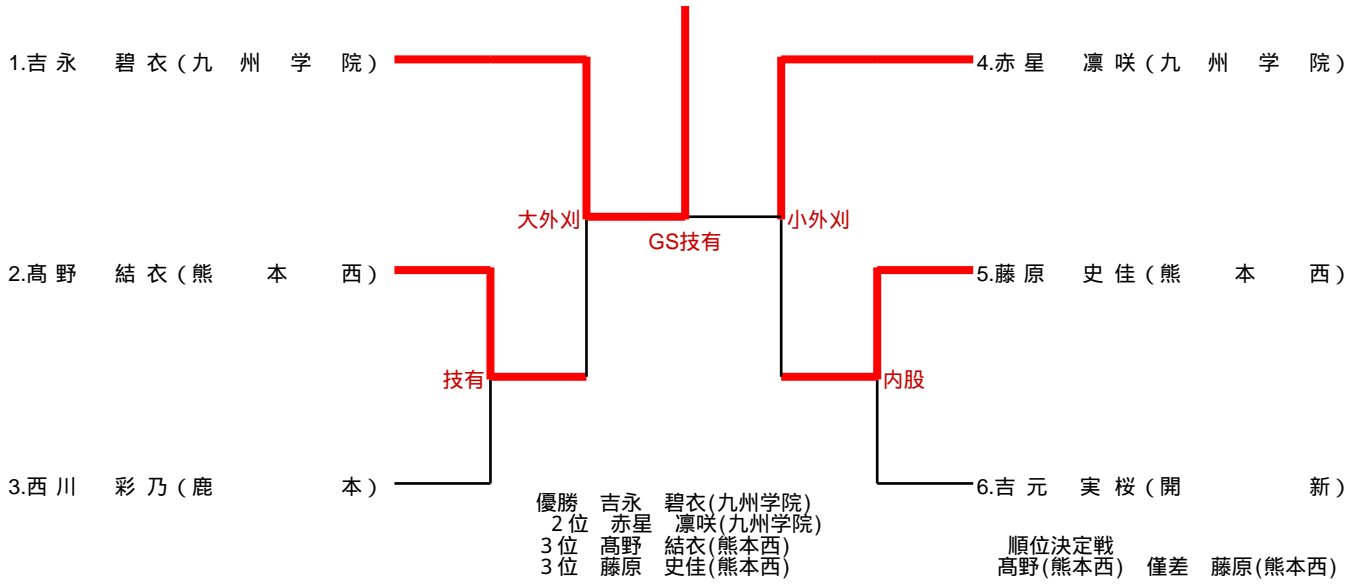 1.吉永 碧衣(九州学院)
4.赤星 凛咲(九州学院)
大外刈
小外刈
GS技有
2.髙野 結衣(熊本西)
5.藤原 史佳(熊本西)
技有
内股
3.西川 彩乃(鹿本)
6.吉元 実桜(開新)
優勝 吉永 碧衣(九州学院)
2位 赤星 凛咲(九州学院)
3位 髙野 結衣(熊本西)
3位 藤原 史佳(熊本西)
順位決定戦
髙野(熊本西) 僅差 藤原(熊本西)